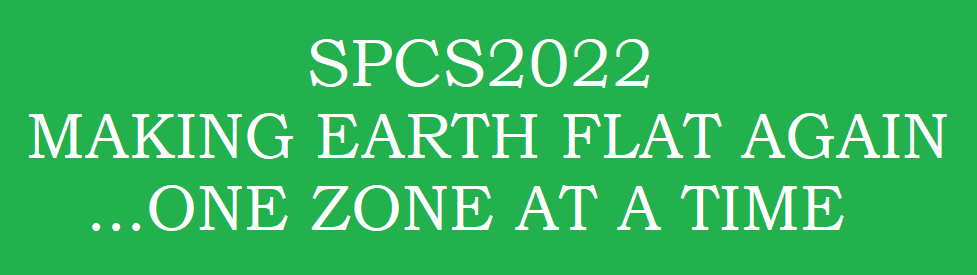 SPCS2022
MAKING EARTH FLAT AGAIN
...ONE ZONE AT A TIME